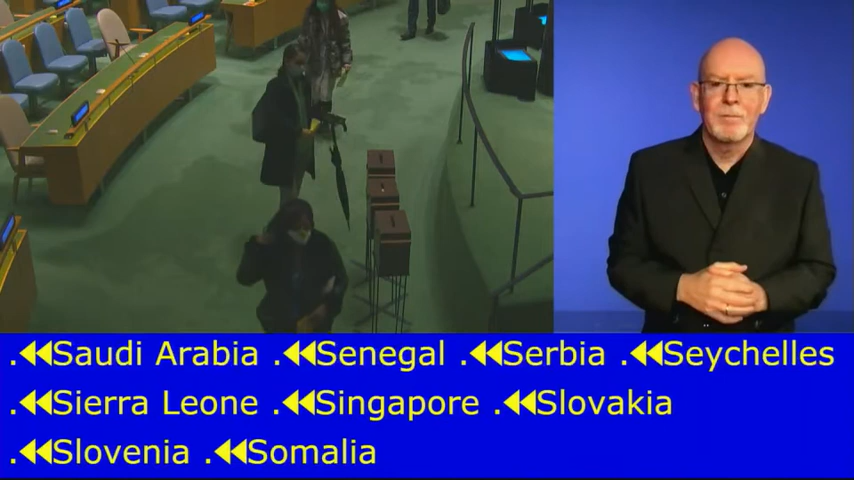 .⏪Saudi Arabia .⏪Senegal .⏪Serbia .⏪Seychelles
.⏪Sierra Leone .⏪Singapore .⏪Slovakia
.⏪Slovenia .⏪Somalia